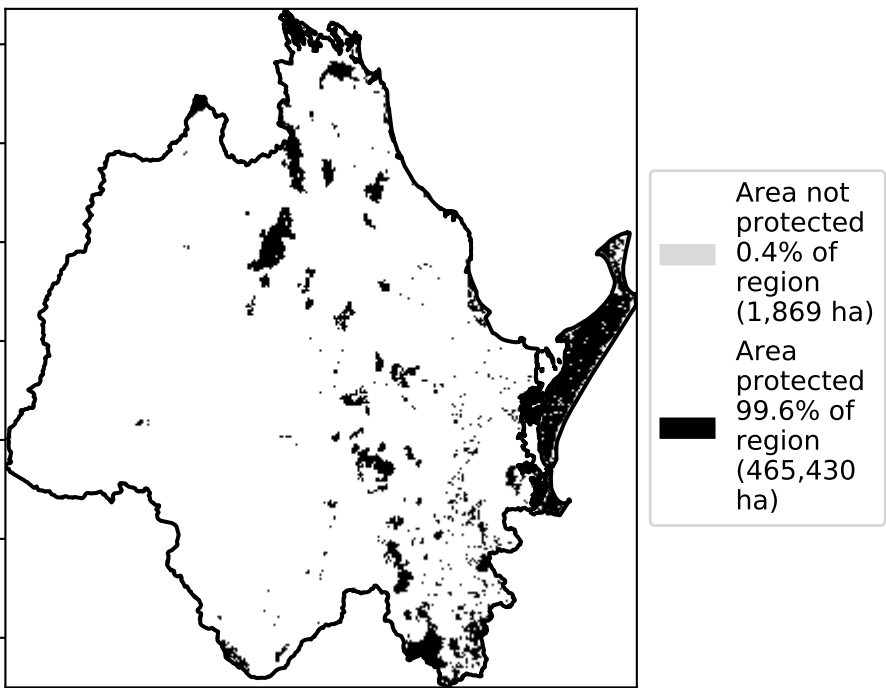 Area not
protected
0.4% of
region
(1,869 ha)
Area
protected
99.6% of
region
(465,430
ha)